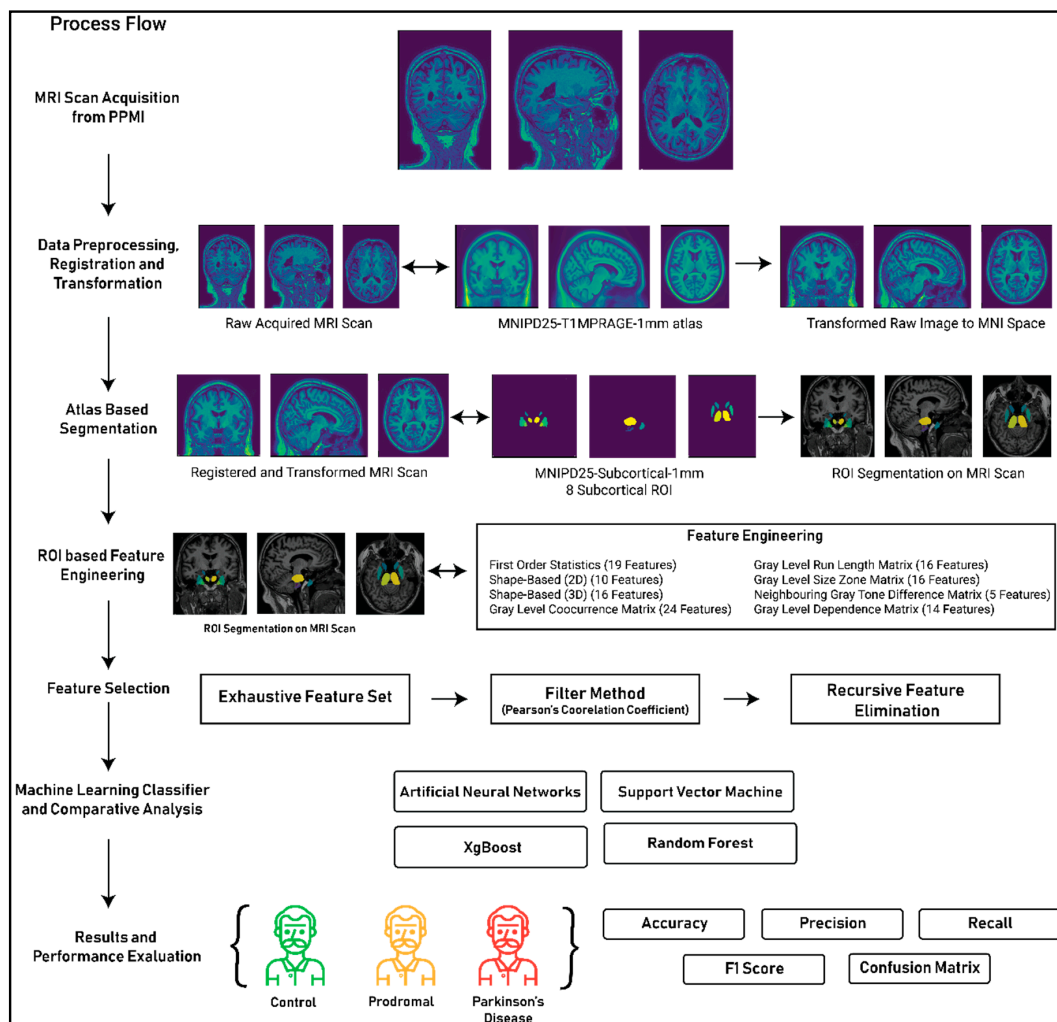 Process Flow
MRI Scan Acquisition
from PPMI
Data Preprocessing,
Registration and
Transformation
Raw Acquired MRI Scan
MNIPD25-T1MPRAGE-1mm atlas
Transformed Raw Image to MNI Space
Atlas Based
Segmentation
Registered and Transformed MRI Scan
MNIPD25-Subcortical-1mm
8 Subcortical ROI
ROI Segmentation on MRI Scan
ROI based Feature
Engineering
ROI Segmentation on MRI Scan
Feature Engineering
First Order Statistics (19 Features)
Shape-Based (2D) (10 Features)
Shape-Based (3D) (16 Features)
Gray Level Coocurrence Matrix (24 Features)
Gray Level Run Length Matrix (16 Features)
Gray Level Size Zone Matrix (16 Features)
Neighbouring Gray Tone Difference Matrix (5 Features)
Gray Level Dependence Matrix (14 Features)
Feature Selection
Exhaustive Feature Set
Filter Method
(Pearson's Coorelation Coefficient)
Recursive Feature
Elimination
Machine Learning Classifier
and Comparative Analysis
Artificial Neural Networks
Support Vector Machine
XgBoost
Random Forest
Results and
Performance Evaluation
Control
Prodromal
Parkinson's
Disease
Accuracy
Precision
Recall
F1 Score
Confusion Matrix